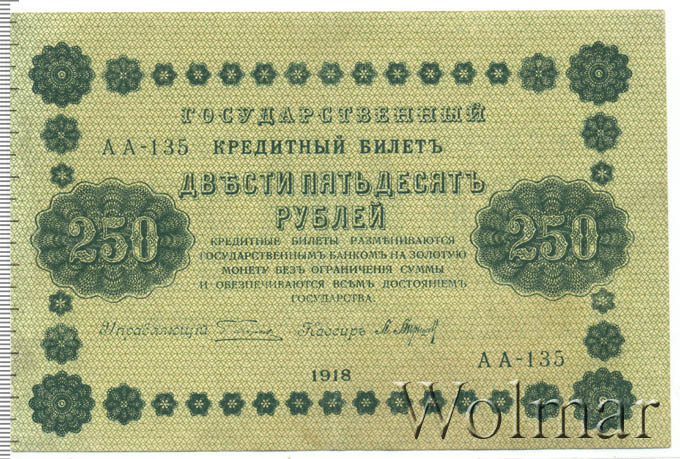 ГОСУДАРСТВЕННЫЙ
АА-135 КРЕДИТНЫЙ БИЛЕТЪ
ДВѢСТИ ПЯТЬДЕСЯТЪ
РУБЛЕЙ
250
250
КРЕДИТНЫЕ БИЛЕТЫ РАЗМѢНИВАЮТСЯ
ГОСУДАРСТВЕННЫМЪ БАНКОМЪ НА ЗОЛОТУЮ
МОНЕТУ БЕЗЪ ОГРАНИЧЕНІЯ СУММЫ
И ОБЕЗПЕЧИВАЮТСЯ ВСѢМЪ ДОСТОЯНІЕМЪ
ГОСУДАРСТВА.
Управляющій Кассиръ
АА-135
1918
Wolmar